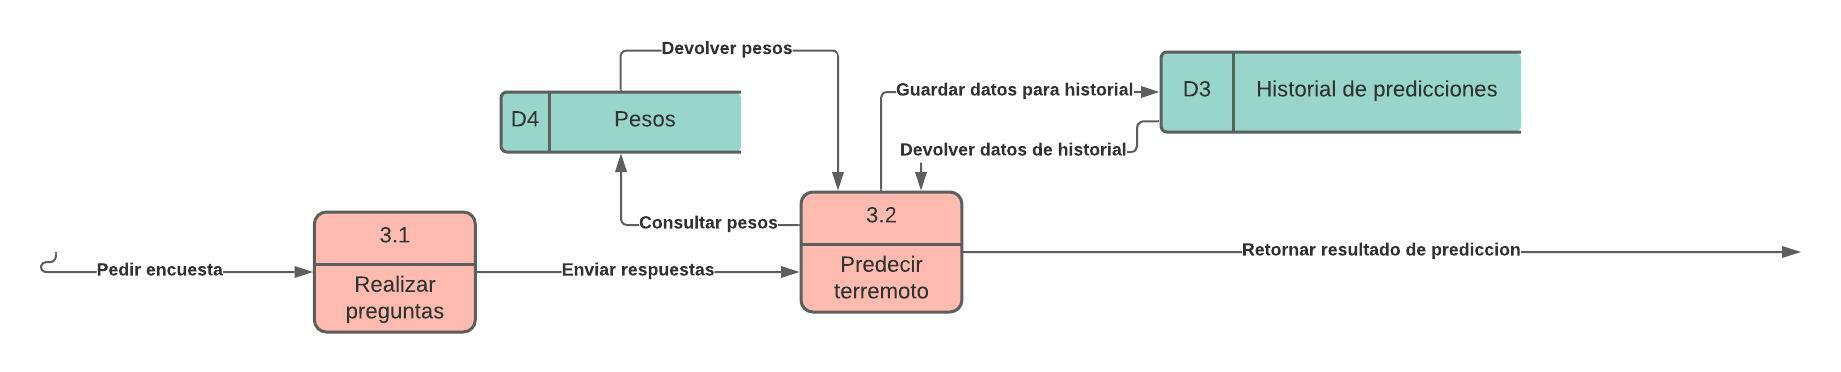 Devolver pesos
D4
Pesos
Guardar datos para historial
D3
Historial de predicciones
Devolver datos de historial
Consultar pesos
3.1
Realizar
preguntas
3.2
Predecir
terremoto
Pedir encuesta
Enviar respuestas
Retornar resultado de prediccion